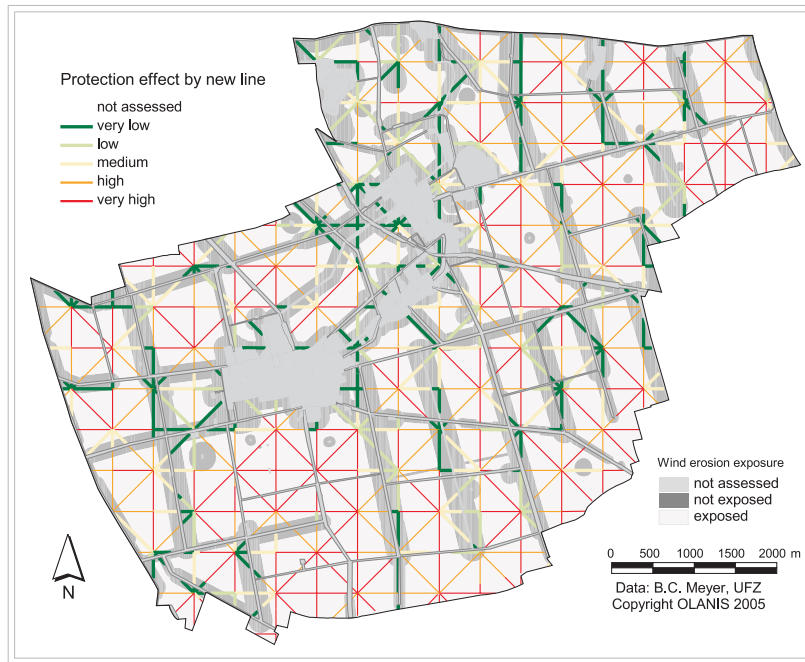 Protection effect by new line
not assessed
very low
low
medium
high
very high
Wind erosion exposure
not assessed
not exposed
exposed
0 500 1000 1500 2000 m
Data: B.C. Meyer, UFZ
Copyright OLANIS 2005
N